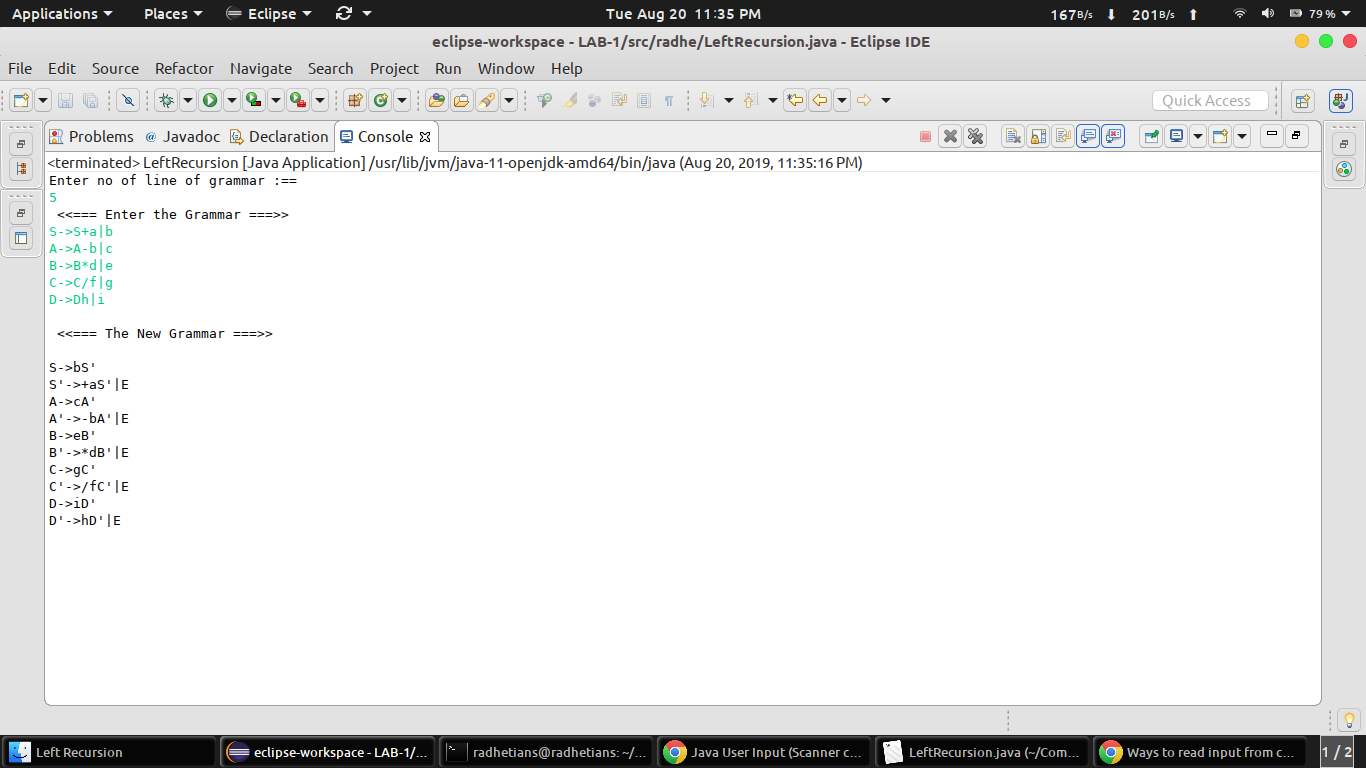 Applications Places Eclipse Tue Aug 20 11:35 PM 167B/s 201B/s 79%
eclipse-workspace - LAB-1/src/radhe/LeftRecursion.java - Eclipse IDE
File Edit Source Refactor Navigate Search Project Run Window Help
Quick Access
Problems @ Javadoc Declaration Console
<terminated> LeftRecursion [Java Application] /usr/lib/jvm/java-11-openjdk-amd64/bin/java (Aug 20, 2019, 11:35:16 PM)
Enter no of line of grammar :==
5
<<=== Enter the Grammar ===>>
S->S+a|b
A->A-b|c
B->B*d|e
C->C/f|g
D->Dh|i
<<=== The New Grammar ===>>
S->bS'
S'->+aS'|E
A->cA'
A'->-bA'|E
B->eB'
B'->*dB'|E
C->gC'
C'->/fC'|E
D->iD'
D'->hD'|E
Left Recursion eclipse-workspace - LAB-1/... radhetians@radhetians: ~/... Java User Input (Scanner c... LeftRecursion.java (~/Com... Ways to read input from c... 1 / 2